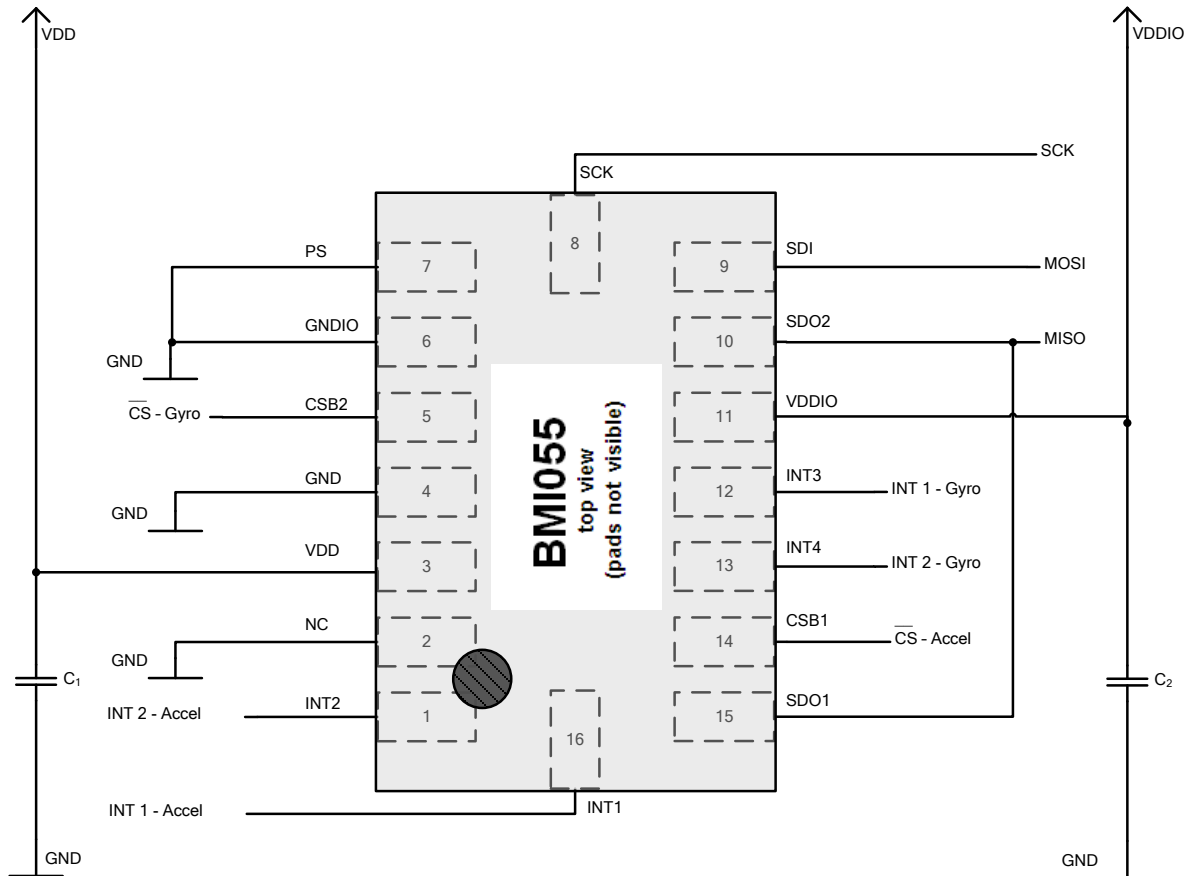 VDD
VDDIO
SCK
SCK
8
PS
7
9
SDI
MOSI
GNDIO
6
10
SDO2
MISO
GND
C̅S̅ - Gyro
CSB2
5
11
VDDIO
BMI055
top view
(pads not visible)
GND
4
12
INT3
INT 1 - Gyro
GND
VDD
3
13
INT4
INT 2 - Gyro
NC
2
14
CSB1
C̅S̅ - Accel
GND
C₁
C₂
INT 2 - Accel
INT2
1
16
15
SDO1
INT 1 - Accel
INT1
GND
GND